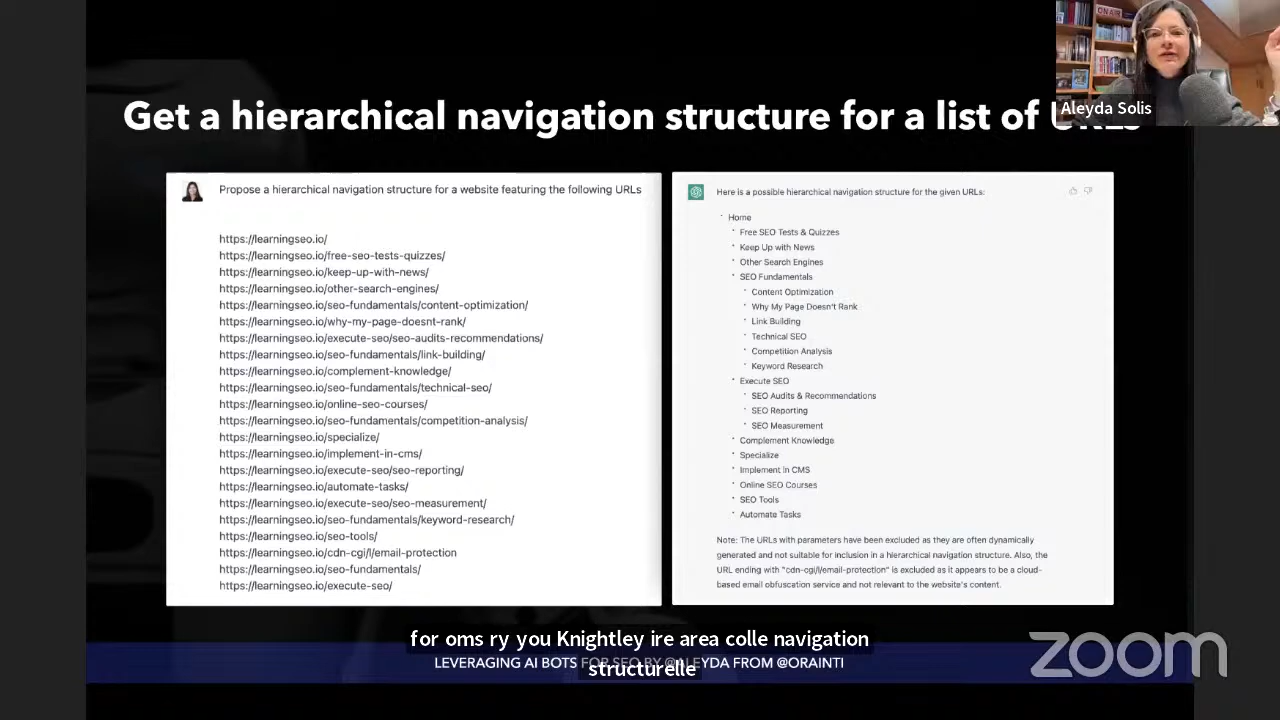 Aleyda Solis
Get a hierarchical navigation structure for a list of URLs
Propose a hierarchical navigation structure for a website featuring the following URLs
https://learningseo.io/
https://learningseo.io/free-seo-tests-quizzes/
https://learningseo.io/keep-up-with-news/
https://learningseo.io/other-search-engines/
https://learningseo.io/seo-fundamentals/content-optimization/
https://learningseo.io/why-my-page-doesnt-rank/
https://learningseo.io/execute-seo/seo-audits-recommendations/
https://learningseo.io/seo-fundamentals/link-building/
https://learningseo.io/complement-knowledge/
https://learningseo.io/seo-fundamentals/technical-seo/
https://learningseo.io/online-seo-courses/
https://learningseo.io/seo-fundamentals/competition-analysis/
https://learningseo.io/specialize/
https://learningseo.io/implement-in-cms/
https://learningseo.io/execute-seo/seo-reporting/
https://learningseo.io/automate-tasks/
https://learningseo.io/execute-seo/seo-measurement/
https://learningseo.io/seo-fundamentals/keyword-research/
https://learningseo.io/seo-tools/
https://learningseo.io/cdn-cgi/l/email-protection
https://learningseo.io/seo-fundamentals/
https://learningseo.io/execute-seo/
Here is a possible hierarchical navigation structure for the given URLs:
Home
Free SEO Tests & Quizzes
Keep Up with News
Other Search Engines
SEO Fundamentals
Content Optimization
Why My Page Doesn't Rank
Link Building
Technical SEO
Competition Analysis
Keyword Research
Execute SEO
SEO Audits & Recommendations
SEO Reporting
SEO Measurement
Complement Knowledge
Specialize
Implement In CMS
Online SEO Courses
SEO Tools
Automate Tasks
Note: The URLs with parameters have been excluded as they are often dynamically
generated and not suitable for inclusion in a hierarchical navigation structure. Also, the
URL ending with "cdn-cgi/l/email-protection" is excluded as it appears to be a cloud-
based email obfuscation service and not relevant to the website's content.
for oms ry you Knightley ire area colle navigation
structurelle
LEVERAGING AI BOTS FOR SEO BY @ALEYDA FROM @ORAINTI
zoom